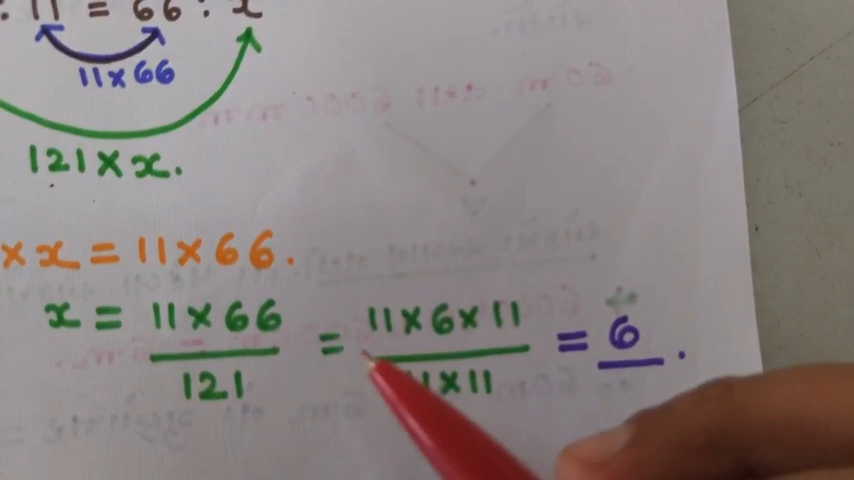 : 11 = 66 : x
11×66
121×x.
×x = 11×66.
x = 11×66/121 = 11×6×11/11×11 = 6.